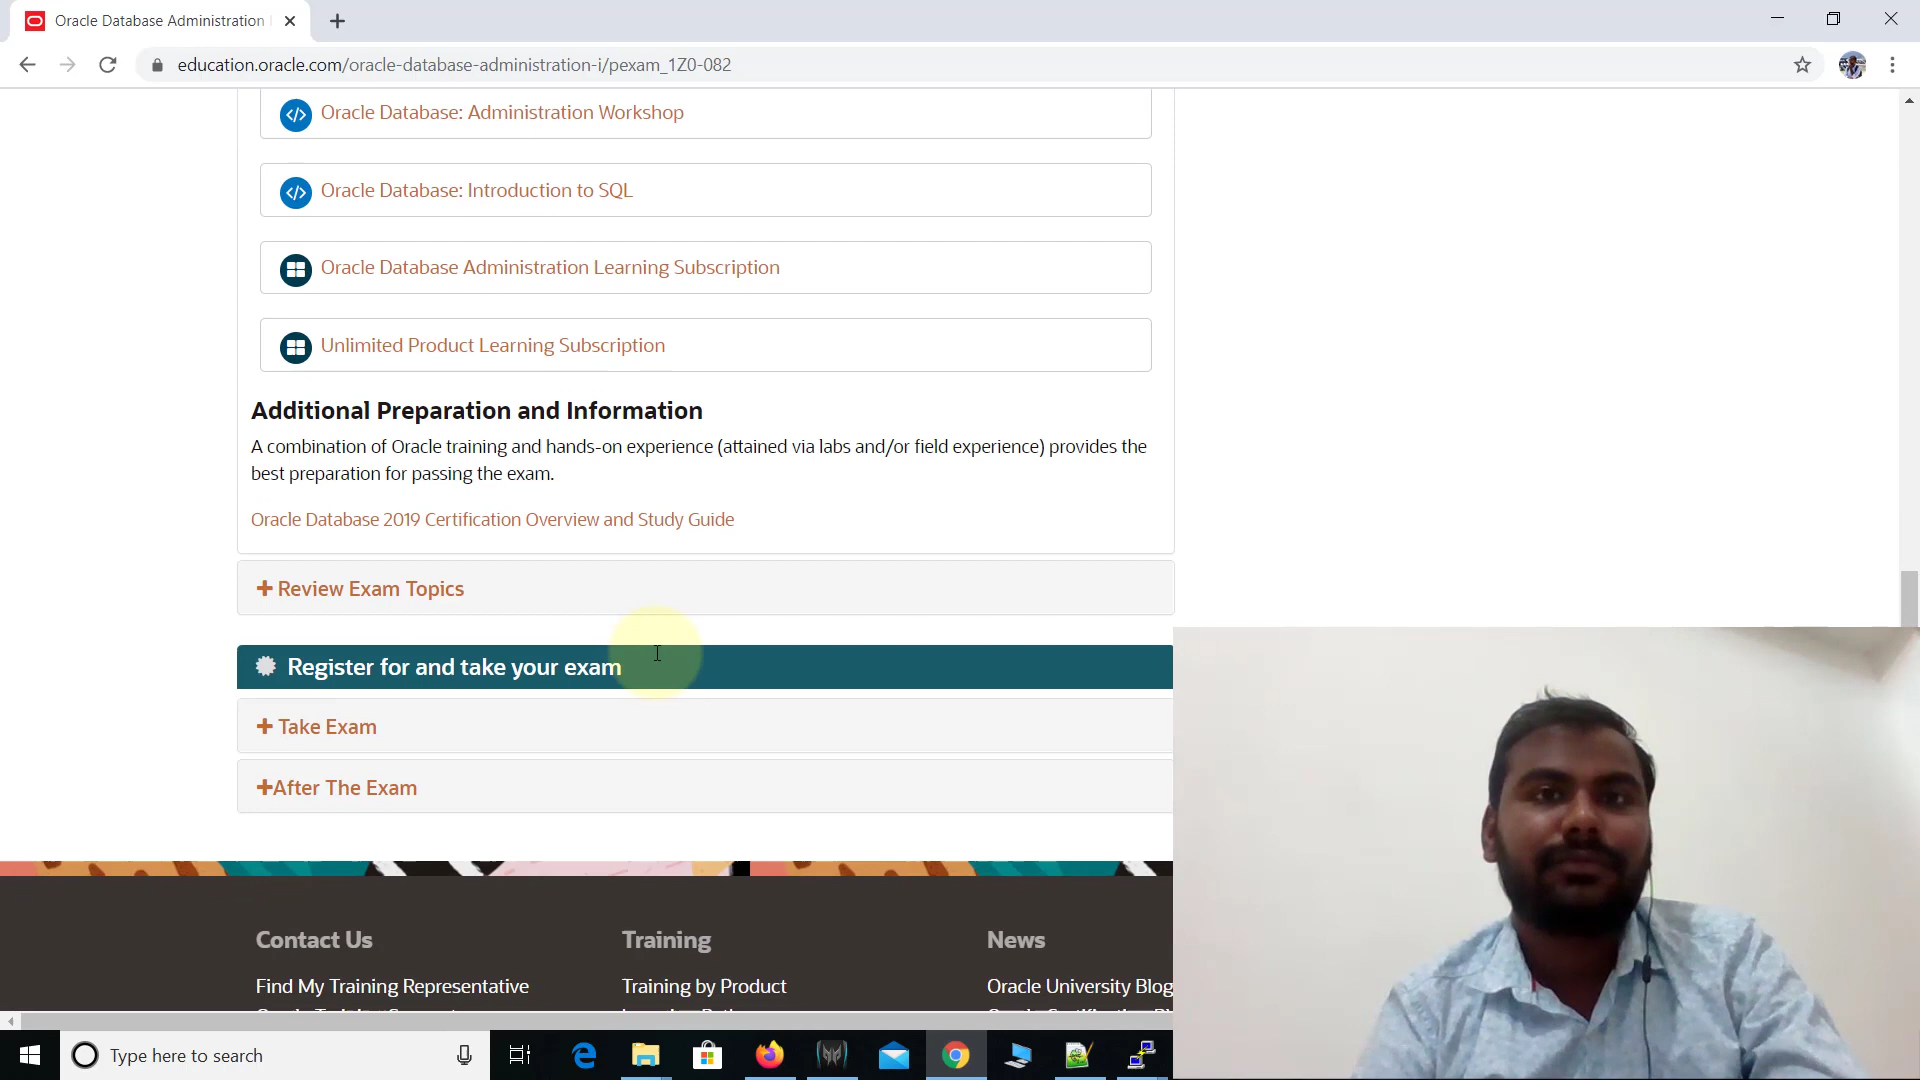 Oracle Database Administration
education.oracle.com/oracle-database-administration-i/pexam_1Z0-082
Oracle Database: Administration Workshop
Oracle Database: Introduction to SQL
Oracle Database Administration Learning Subscription
Unlimited Product Learning Subscription
Additional Preparation and Information
A combination of Oracle training and hands-on experience (attained via labs and/or field experience) provides the
best preparation for passing the exam.
Oracle Database 2019 Certification Overview and Study Guide
+ Review Exam Topics
Register for and take your exam
+ Take Exam
+After The Exam
Contact Us
Training
News
Find My Training Representative
Training by Product
Oracle University Blog
Type here to search